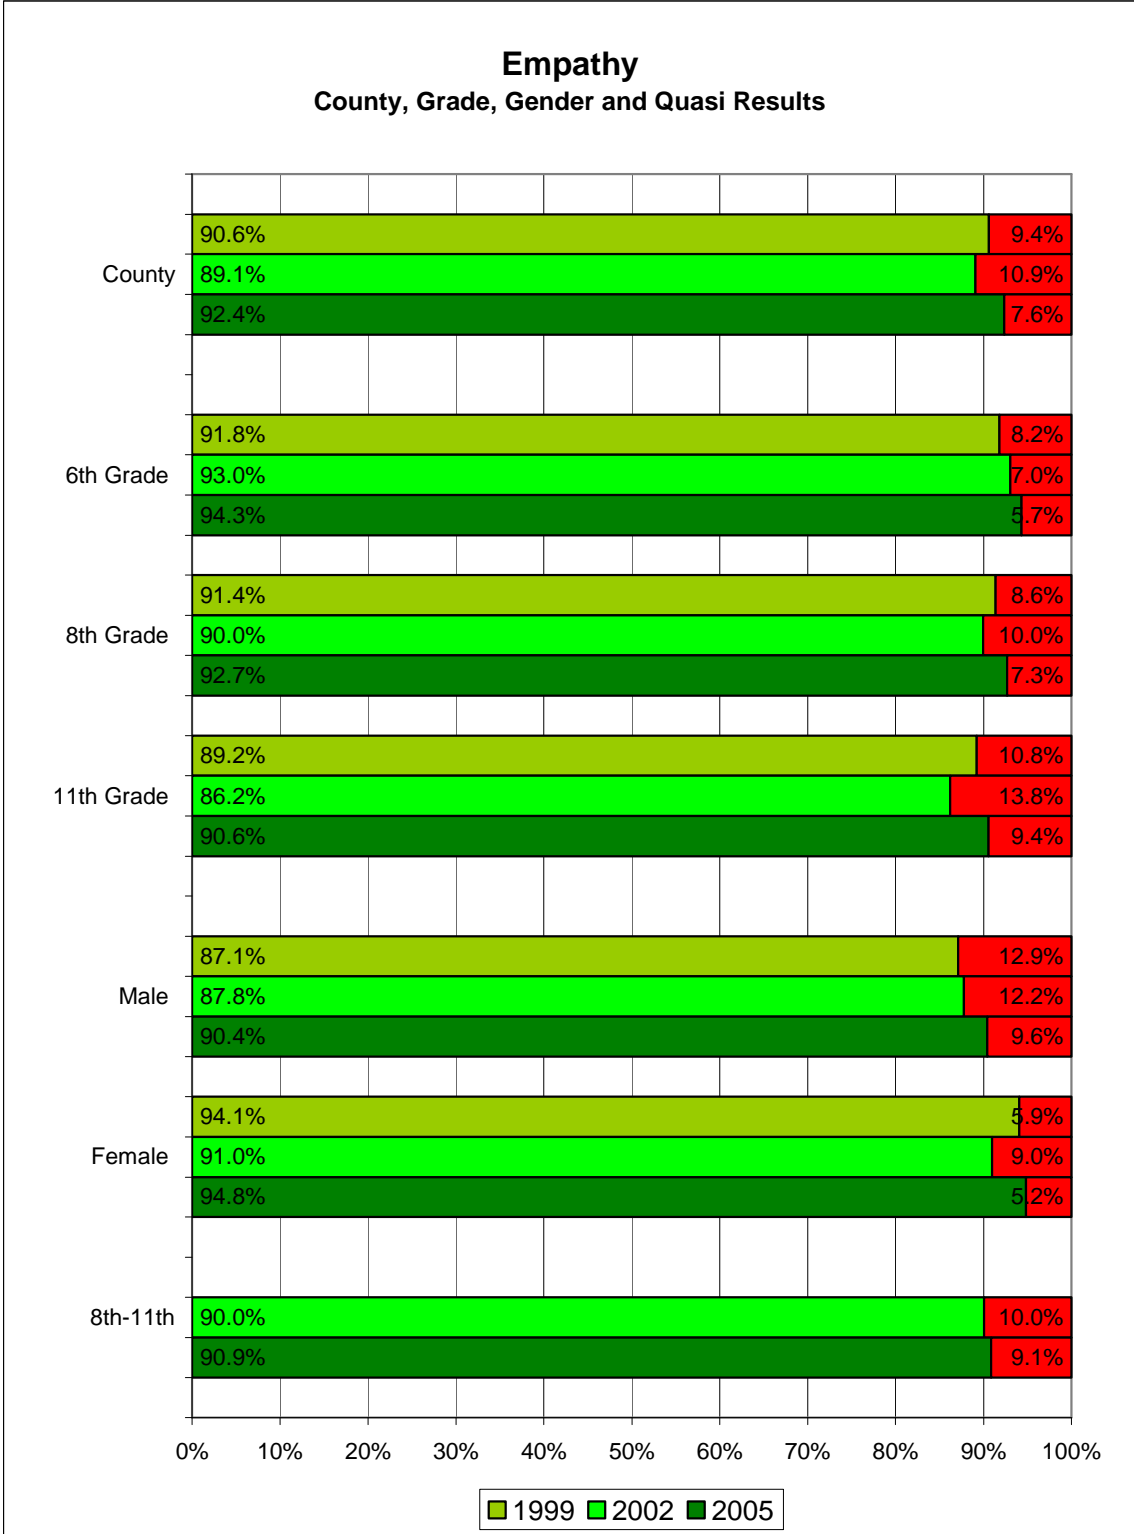 Empathy
County, Grade, Gender and Quasi Results
90.6% 9.4%
County 89.1% 10.9%
92.4% 7.6%
91.8% 8.2%
6th Grade 93.0% 7.0%
94.3% 5.7%
91.4% 8.6%
8th Grade 90.0% 10.0%
92.7% 7.3%
89.2% 10.8%
11th Grade 86.2% 13.8%
90.6% 9.4%
87.1% 12.9%
Male 87.8% 12.2%
90.4% 9.6%
94.1% 5.9%
Female 91.0% 9.0%
94.8% 5.2%
8th-11th 90.0% 10.0%
90.9% 9.1%
0% 10% 20% 30% 40% 50% 60% 70% 80% 90% 100%
1999 2002 2005